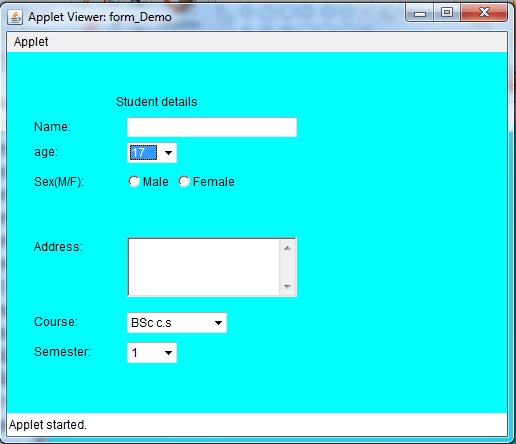 Applet Viewer: form_Demo
Applet
Student details
Name:
age: 17
Sex(M/F): Male Female
Address:
Course: BSc c.s
Semester: 1
Applet started.